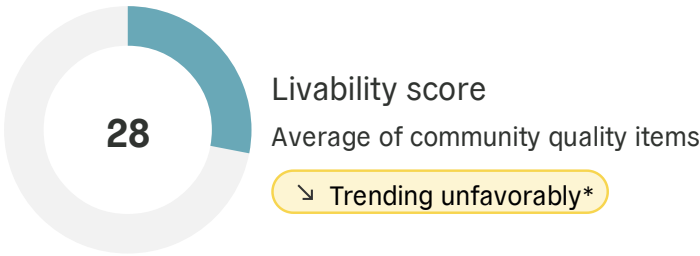 28
Livability score
Average of community quality items
↘ Trending unfavorably*